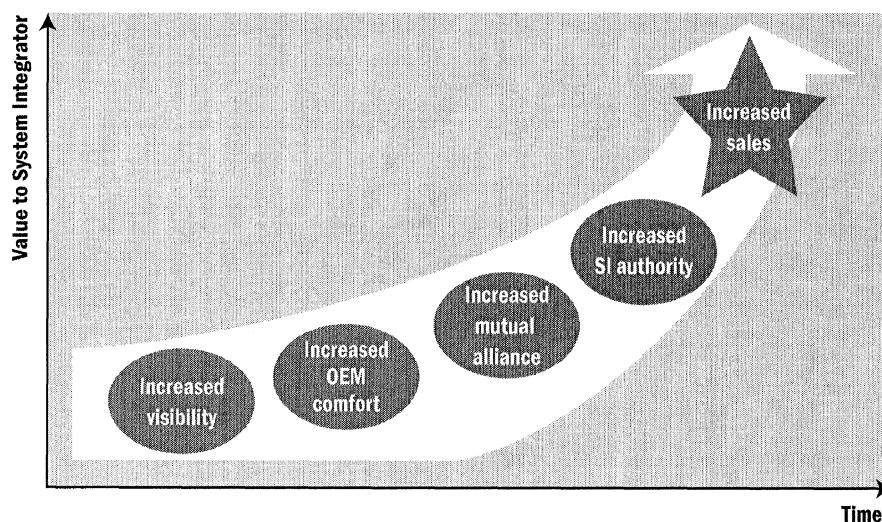 Value to System Integrator
Increased
sales
Increased
SI authority
Increased
mutual
alliance
Increased
OEM
comfort
Increased
visibility
Time